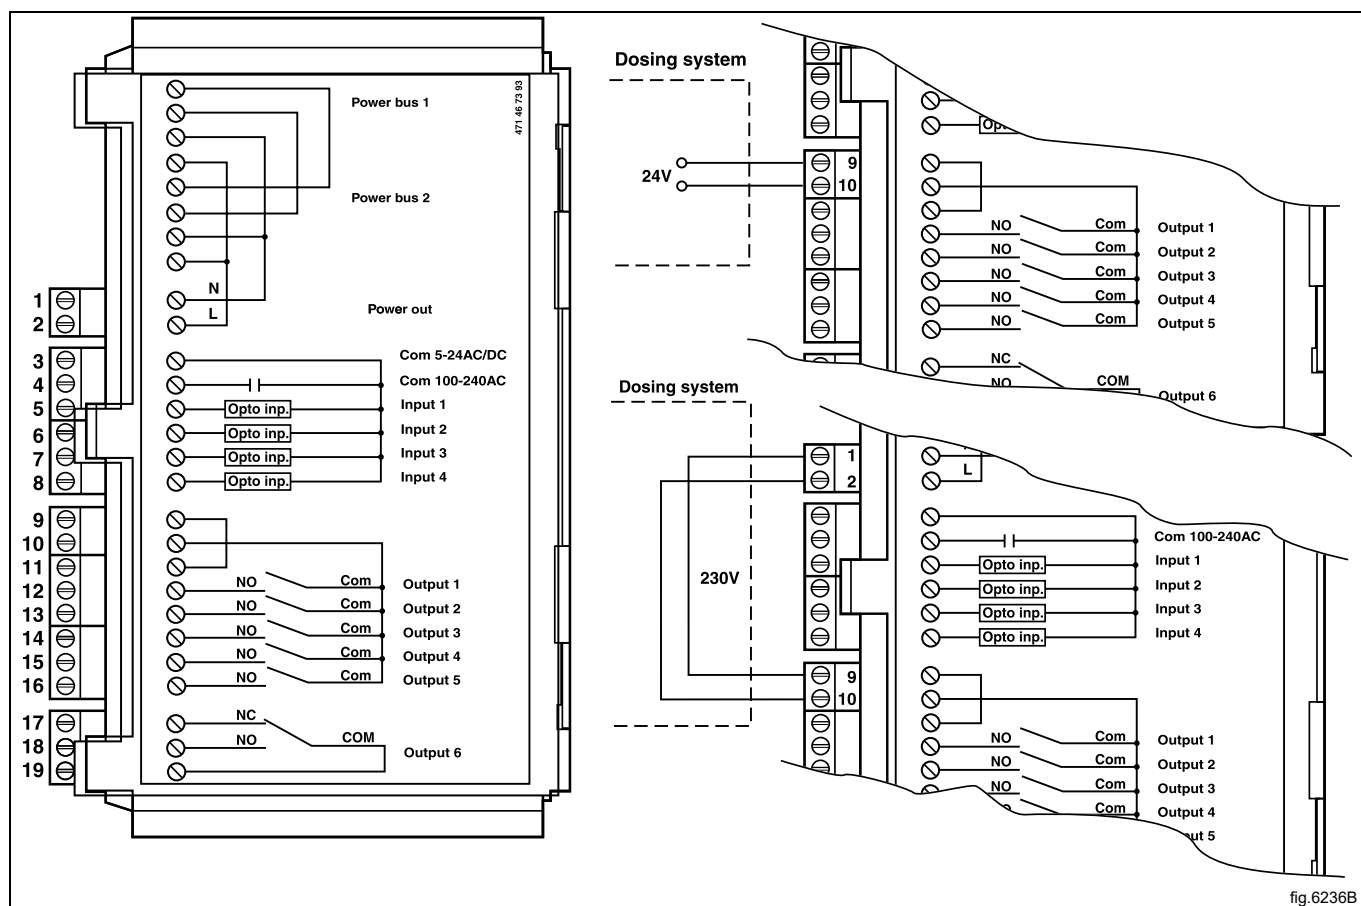 471 46 73 93
Power bus 1
Power bus 2
N
L
Power out
1
2
3
4
5
6
7
8
9
10
11
12
13
14
15
16
17
18
19
Com 5-24AC/DC
Com 100-240AC
Opto inp. Input 1
Opto inp. Input 2
Opto inp. Input 3
Opto inp. Input 4
NO Com Output 1
NO Com Output 2
NO Com Output 3
NO Com Output 4
NO Com Output 5
NC
NO COM Output 6
Dosing system
24V
9
10
NO Com Output 1
NO Com Output 2
NO Com Output 3
NO Com Output 4
NO Com Output 5
NC
NO COM Output 6
Dosing system
230V
1
2
L
Com 100-240AC
Opto inp. Input 1
Opto inp. Input 2
Opto inp. Input 3
Opto inp. Input 4
9
10
NO Com Output 1
NO Com Output 2
NO Com Output 3
Com Output 4
5
fig.6236B